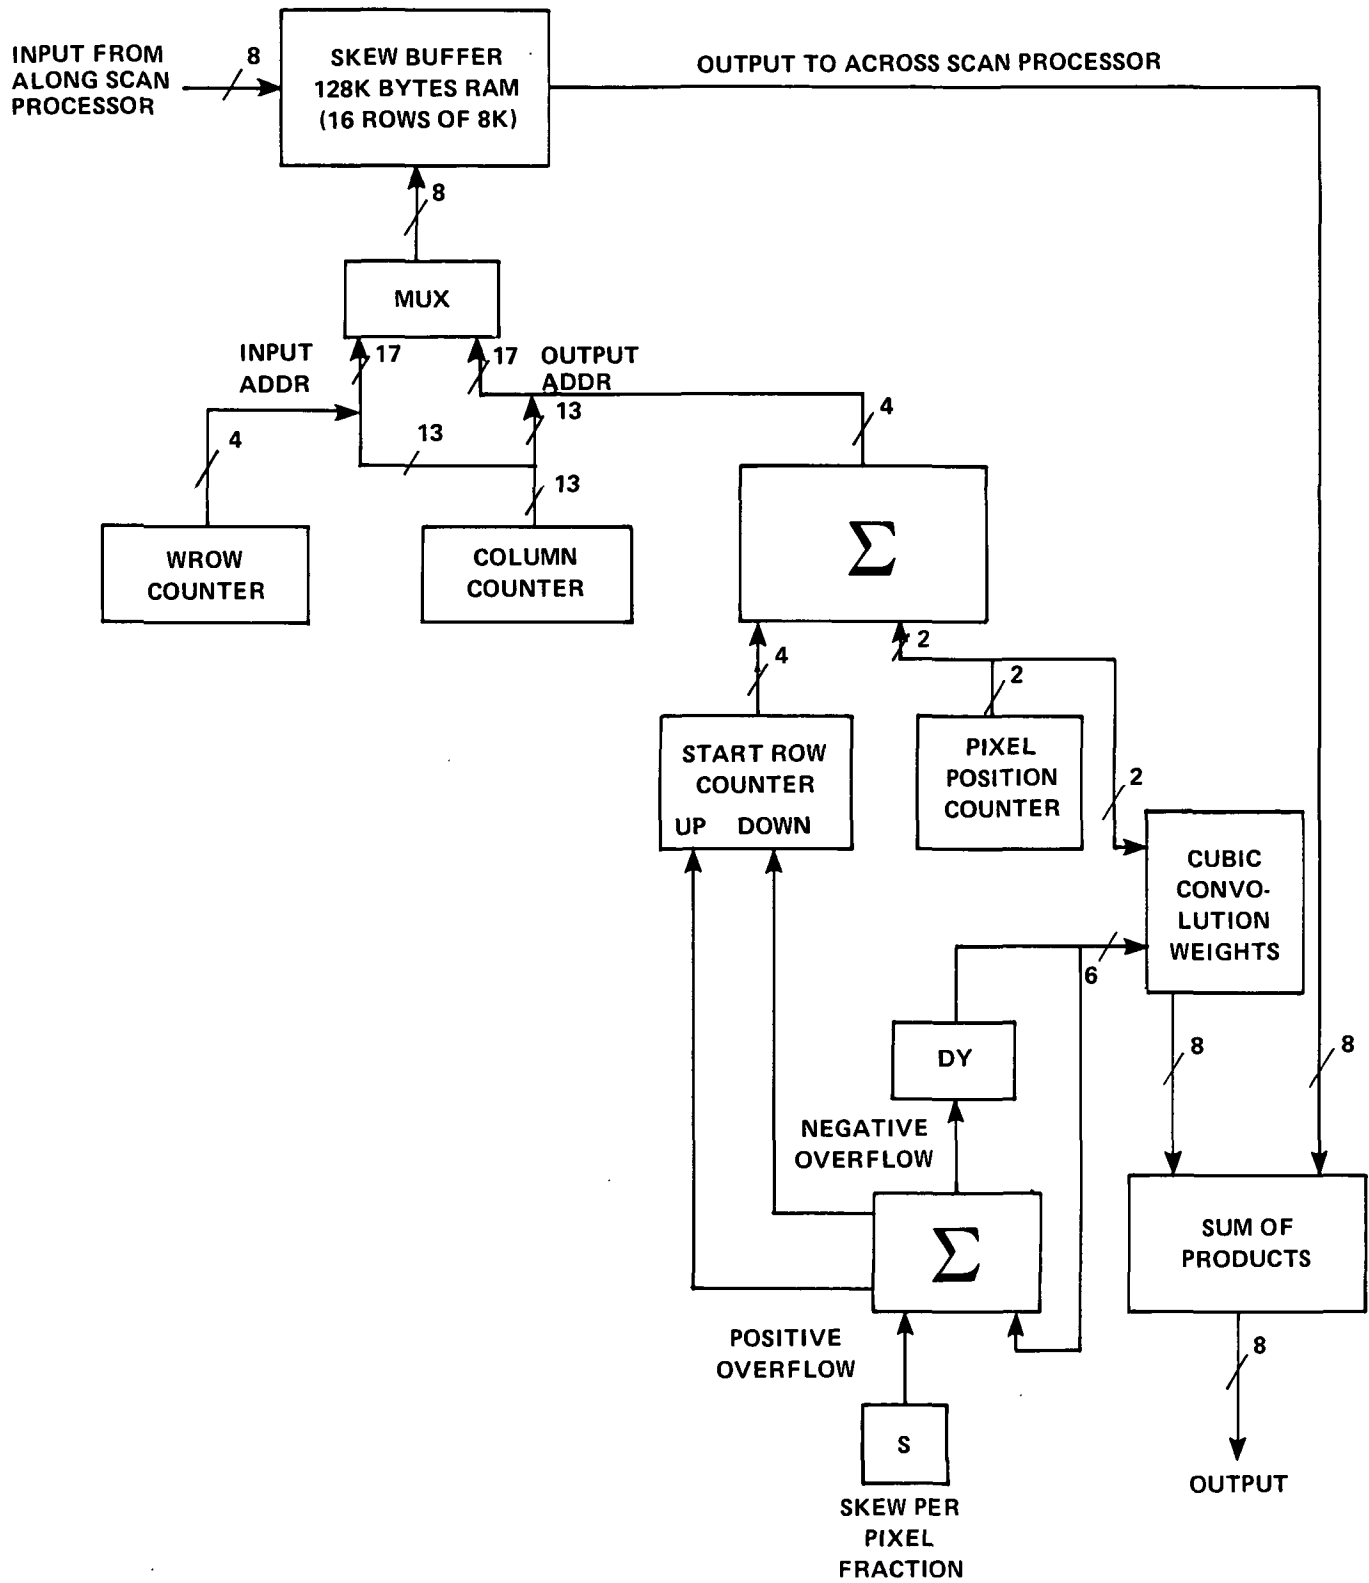 INPUT FROM
ALONG SCAN
PROCESSOR
8
SKEW BUFFER
128K BYTES RAM
(16 ROWS OF 8K)
OUTPUT TO ACROSS SCAN PROCESSOR
8
MUX
INPUT
ADDR
17
17
OUTPUT
ADDR
4
13
13
13
4
WROW
COUNTER
COLUMN
COUNTER
Σ
4
2
2
START ROW
COUNTER
UP DOWN
PIXEL
POSITION
COUNTER
2
CUBIC
CONVO-
LUTION
WEIGHTS
6
DY
8
8
NEGATIVE
OVERFLOW
Σ
SUM OF
PRODUCTS
POSITIVE
OVERFLOW
8
S
OUTPUT
SKEW PER
PIXEL
FRACTION